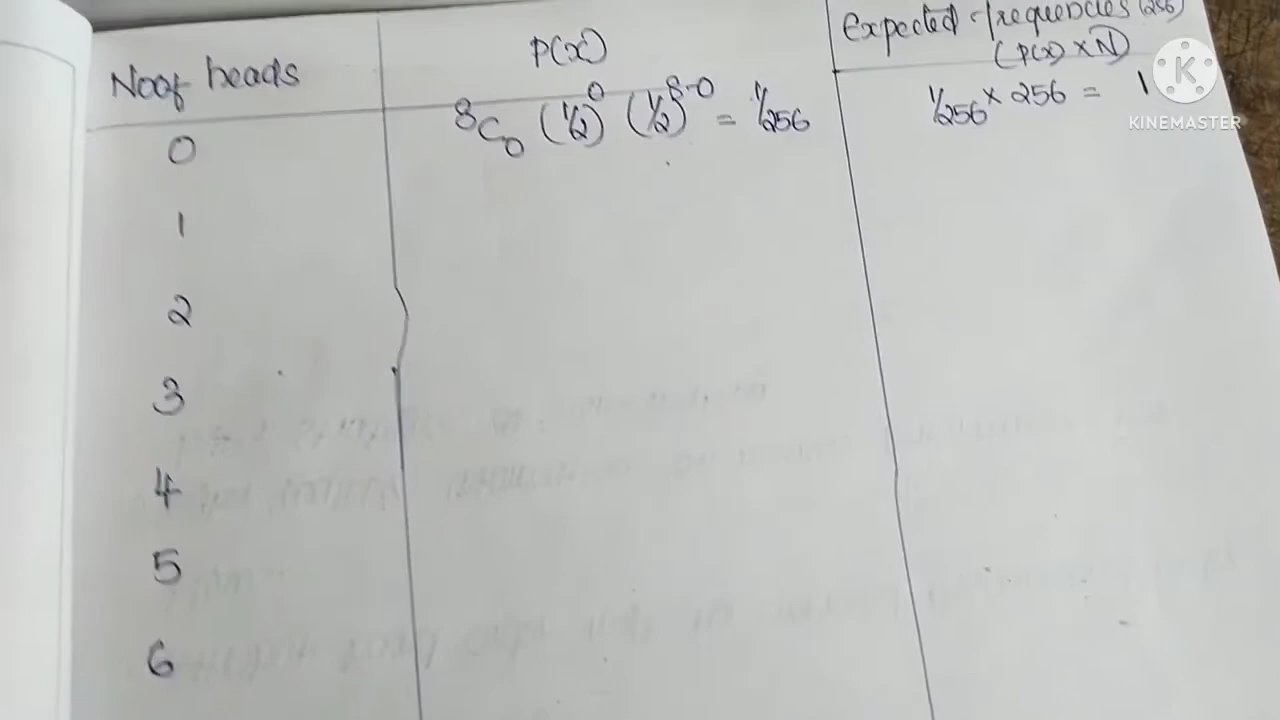 No of heads P(x) Expected frequencies (256)
(P(x) × N)
0 8C0 (1/2)^0 (1/2)^8-0 = 1/256 1/256 × 256 = 1
1
2
3
4
5
6
K
KINEMASTER